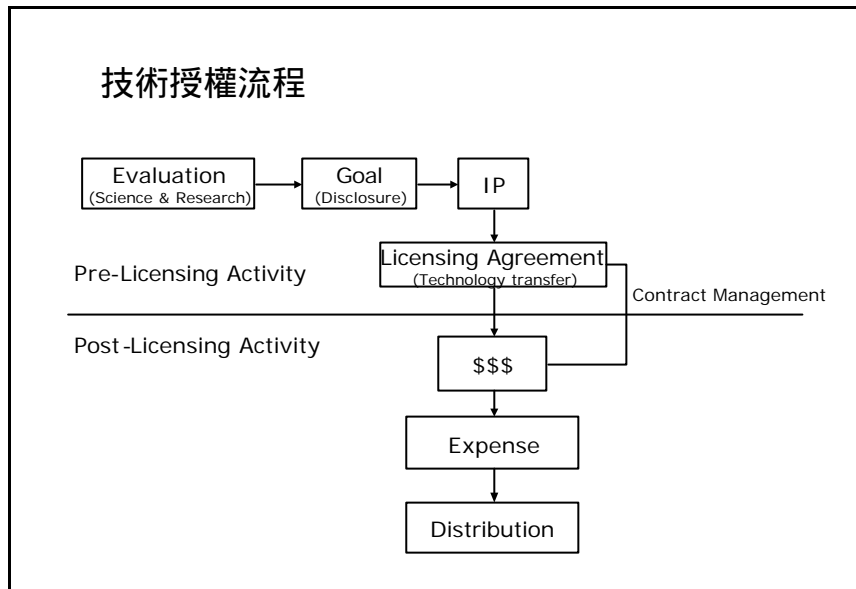 技術授權流程
Evaluation
(Science & Research)
Goal
(Disclosure)
IP
Licensing Agreement
(Technology transfer)
Pre-Licensing Activity
Contract Management
Post-Licensing Activity
$$$
Expense
Distribution